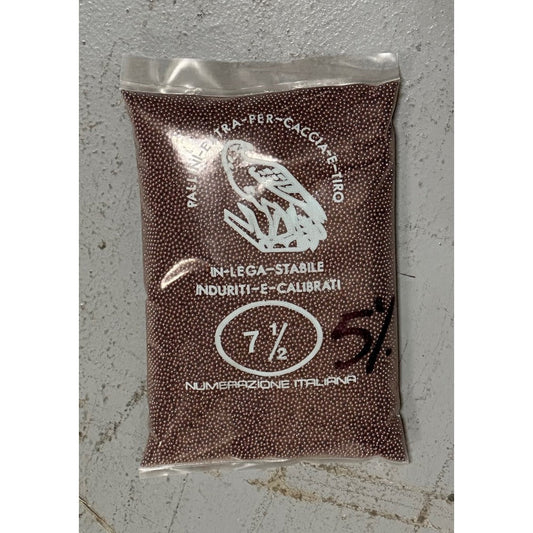 PALLINI-EXTRA-PER-CACCIA-E-TIRO
IN-LEGA-STABILE
INDURITI-E-CALIBRATI
7 ½
5%
NUMERAZIONE ITALIANA